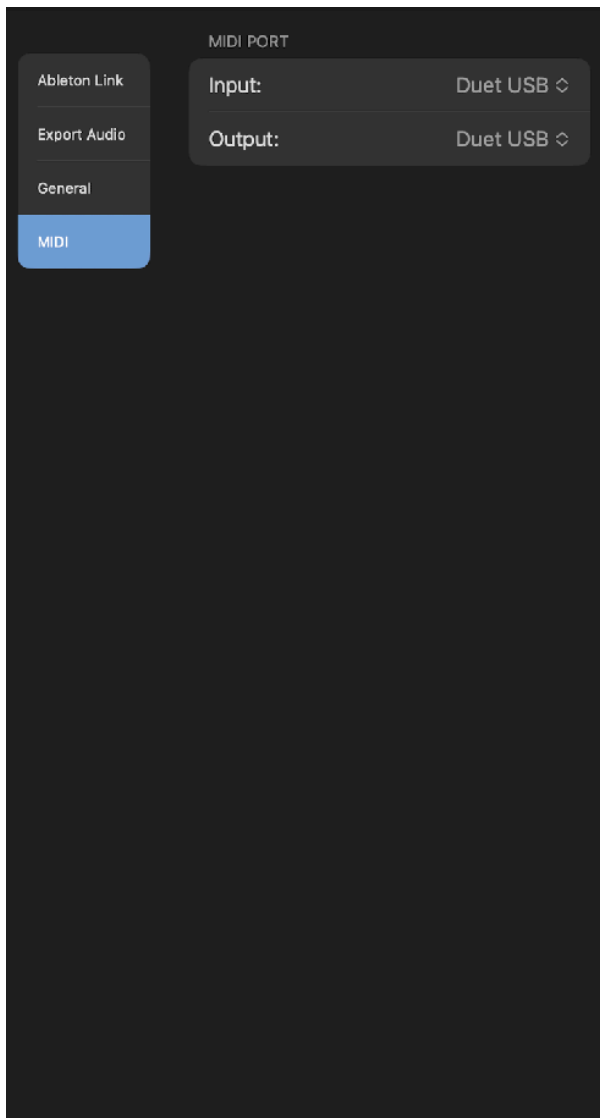 MIDI PORT
Ableton Link
Input: Duet USB
Export Audio
Output: Duet USB
General
MIDI